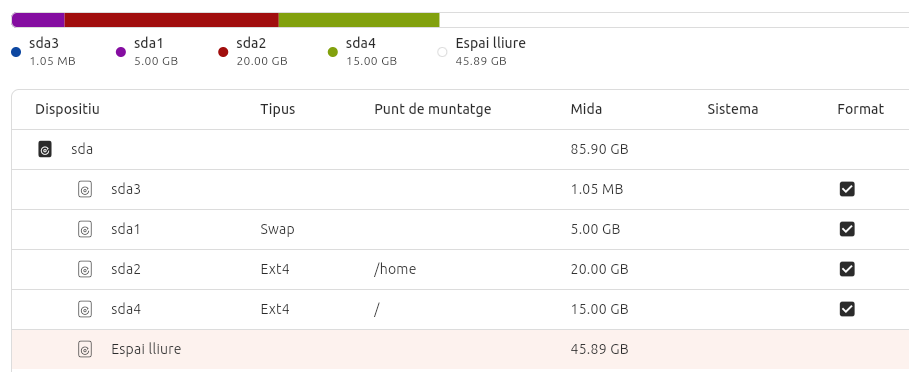 sda3 sda1 sda2 sda4 Espai lliure
1.05 MB 5.00 GB 20.00 GB 15.00 GB 45.89 GB
Dispositiu Tipus Punt de muntatge Mida Sistema Format
sda 85.90 GB
sda3 1.05 MB
sda1 Swap 5.00 GB
sda2 Ext4 /home 20.00 GB
sda4 Ext4 / 15.00 GB
Espai lliure 45.89 GB